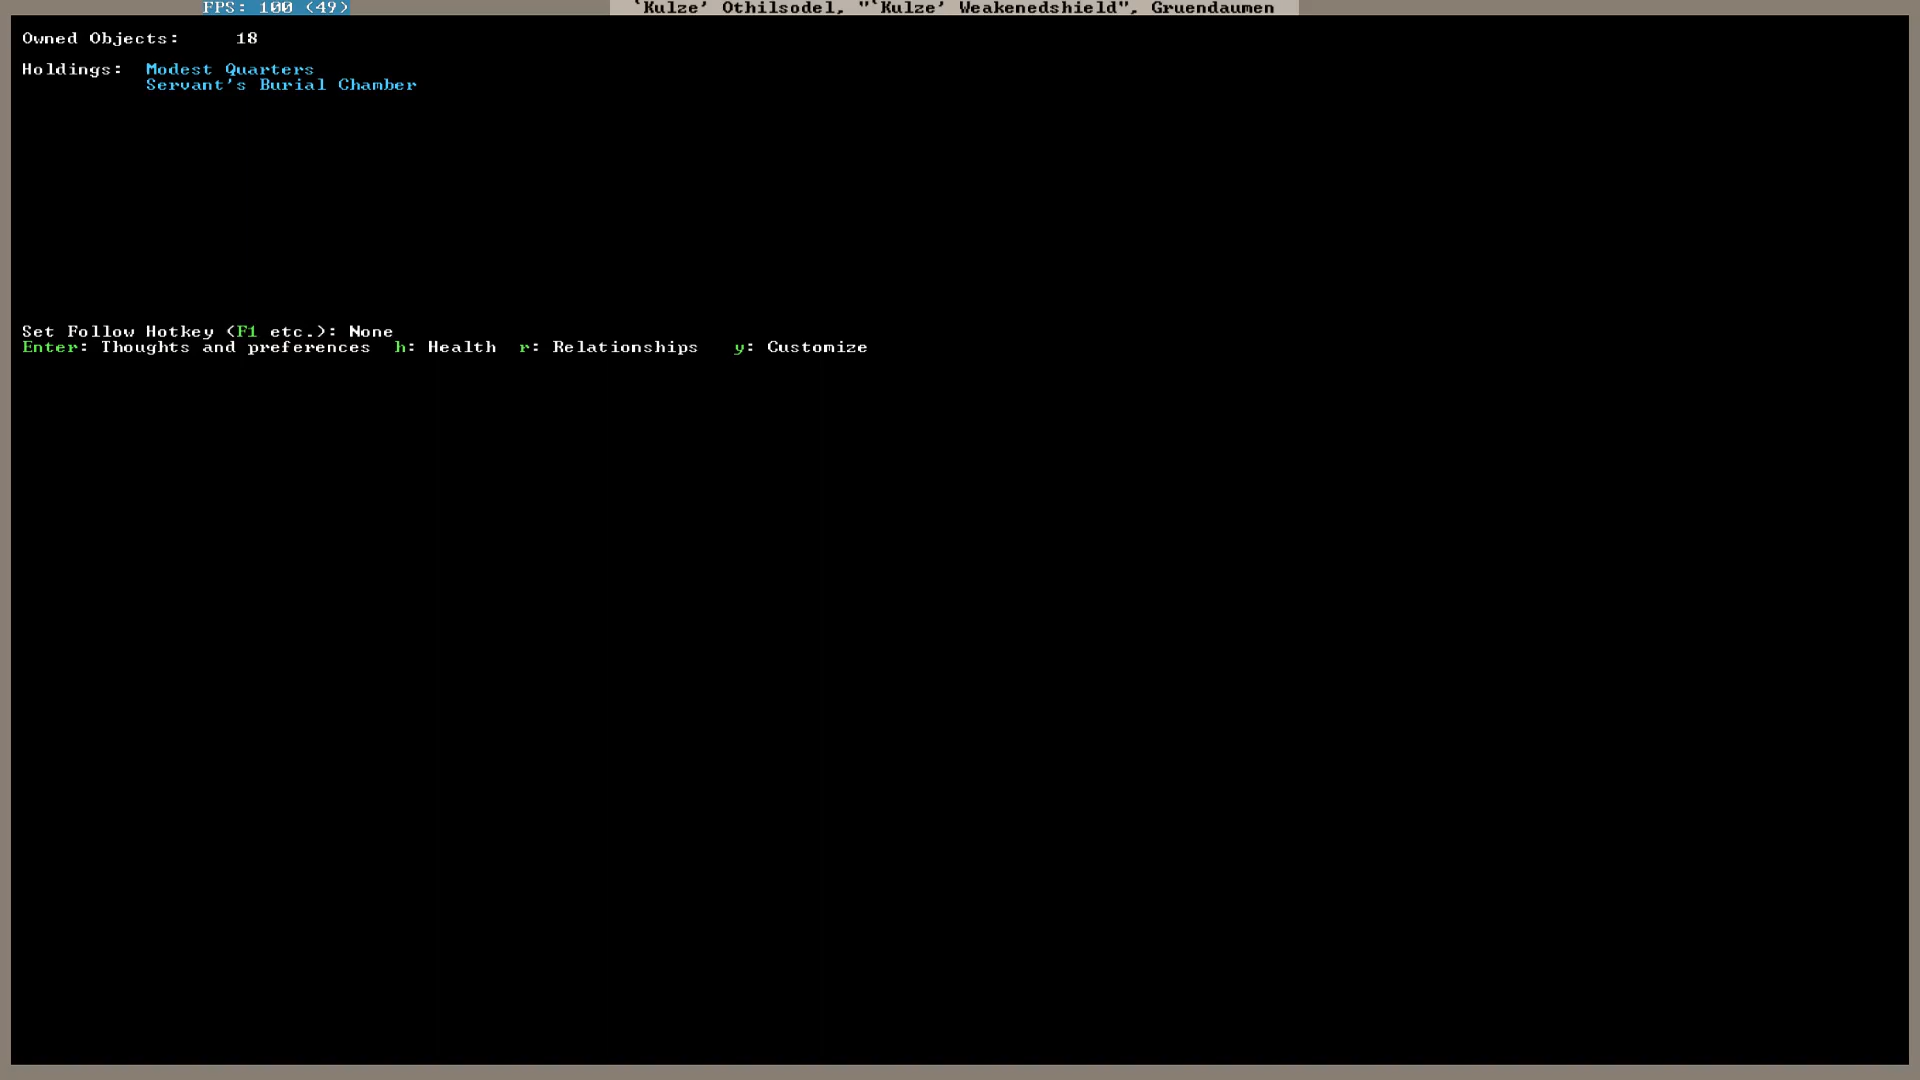 FPS: 100 (49)
`Kulze' Othilsodel, "`Kulze' Weakenedshield", Gruendaumen
Owned Objects: 18
Holdings: Modest Quarters
Servant's Burial Chamber
Set Follow Hotkey (F1 etc.): None
Enter: Thoughts and preferences h: Health r: Relationships y: Customize